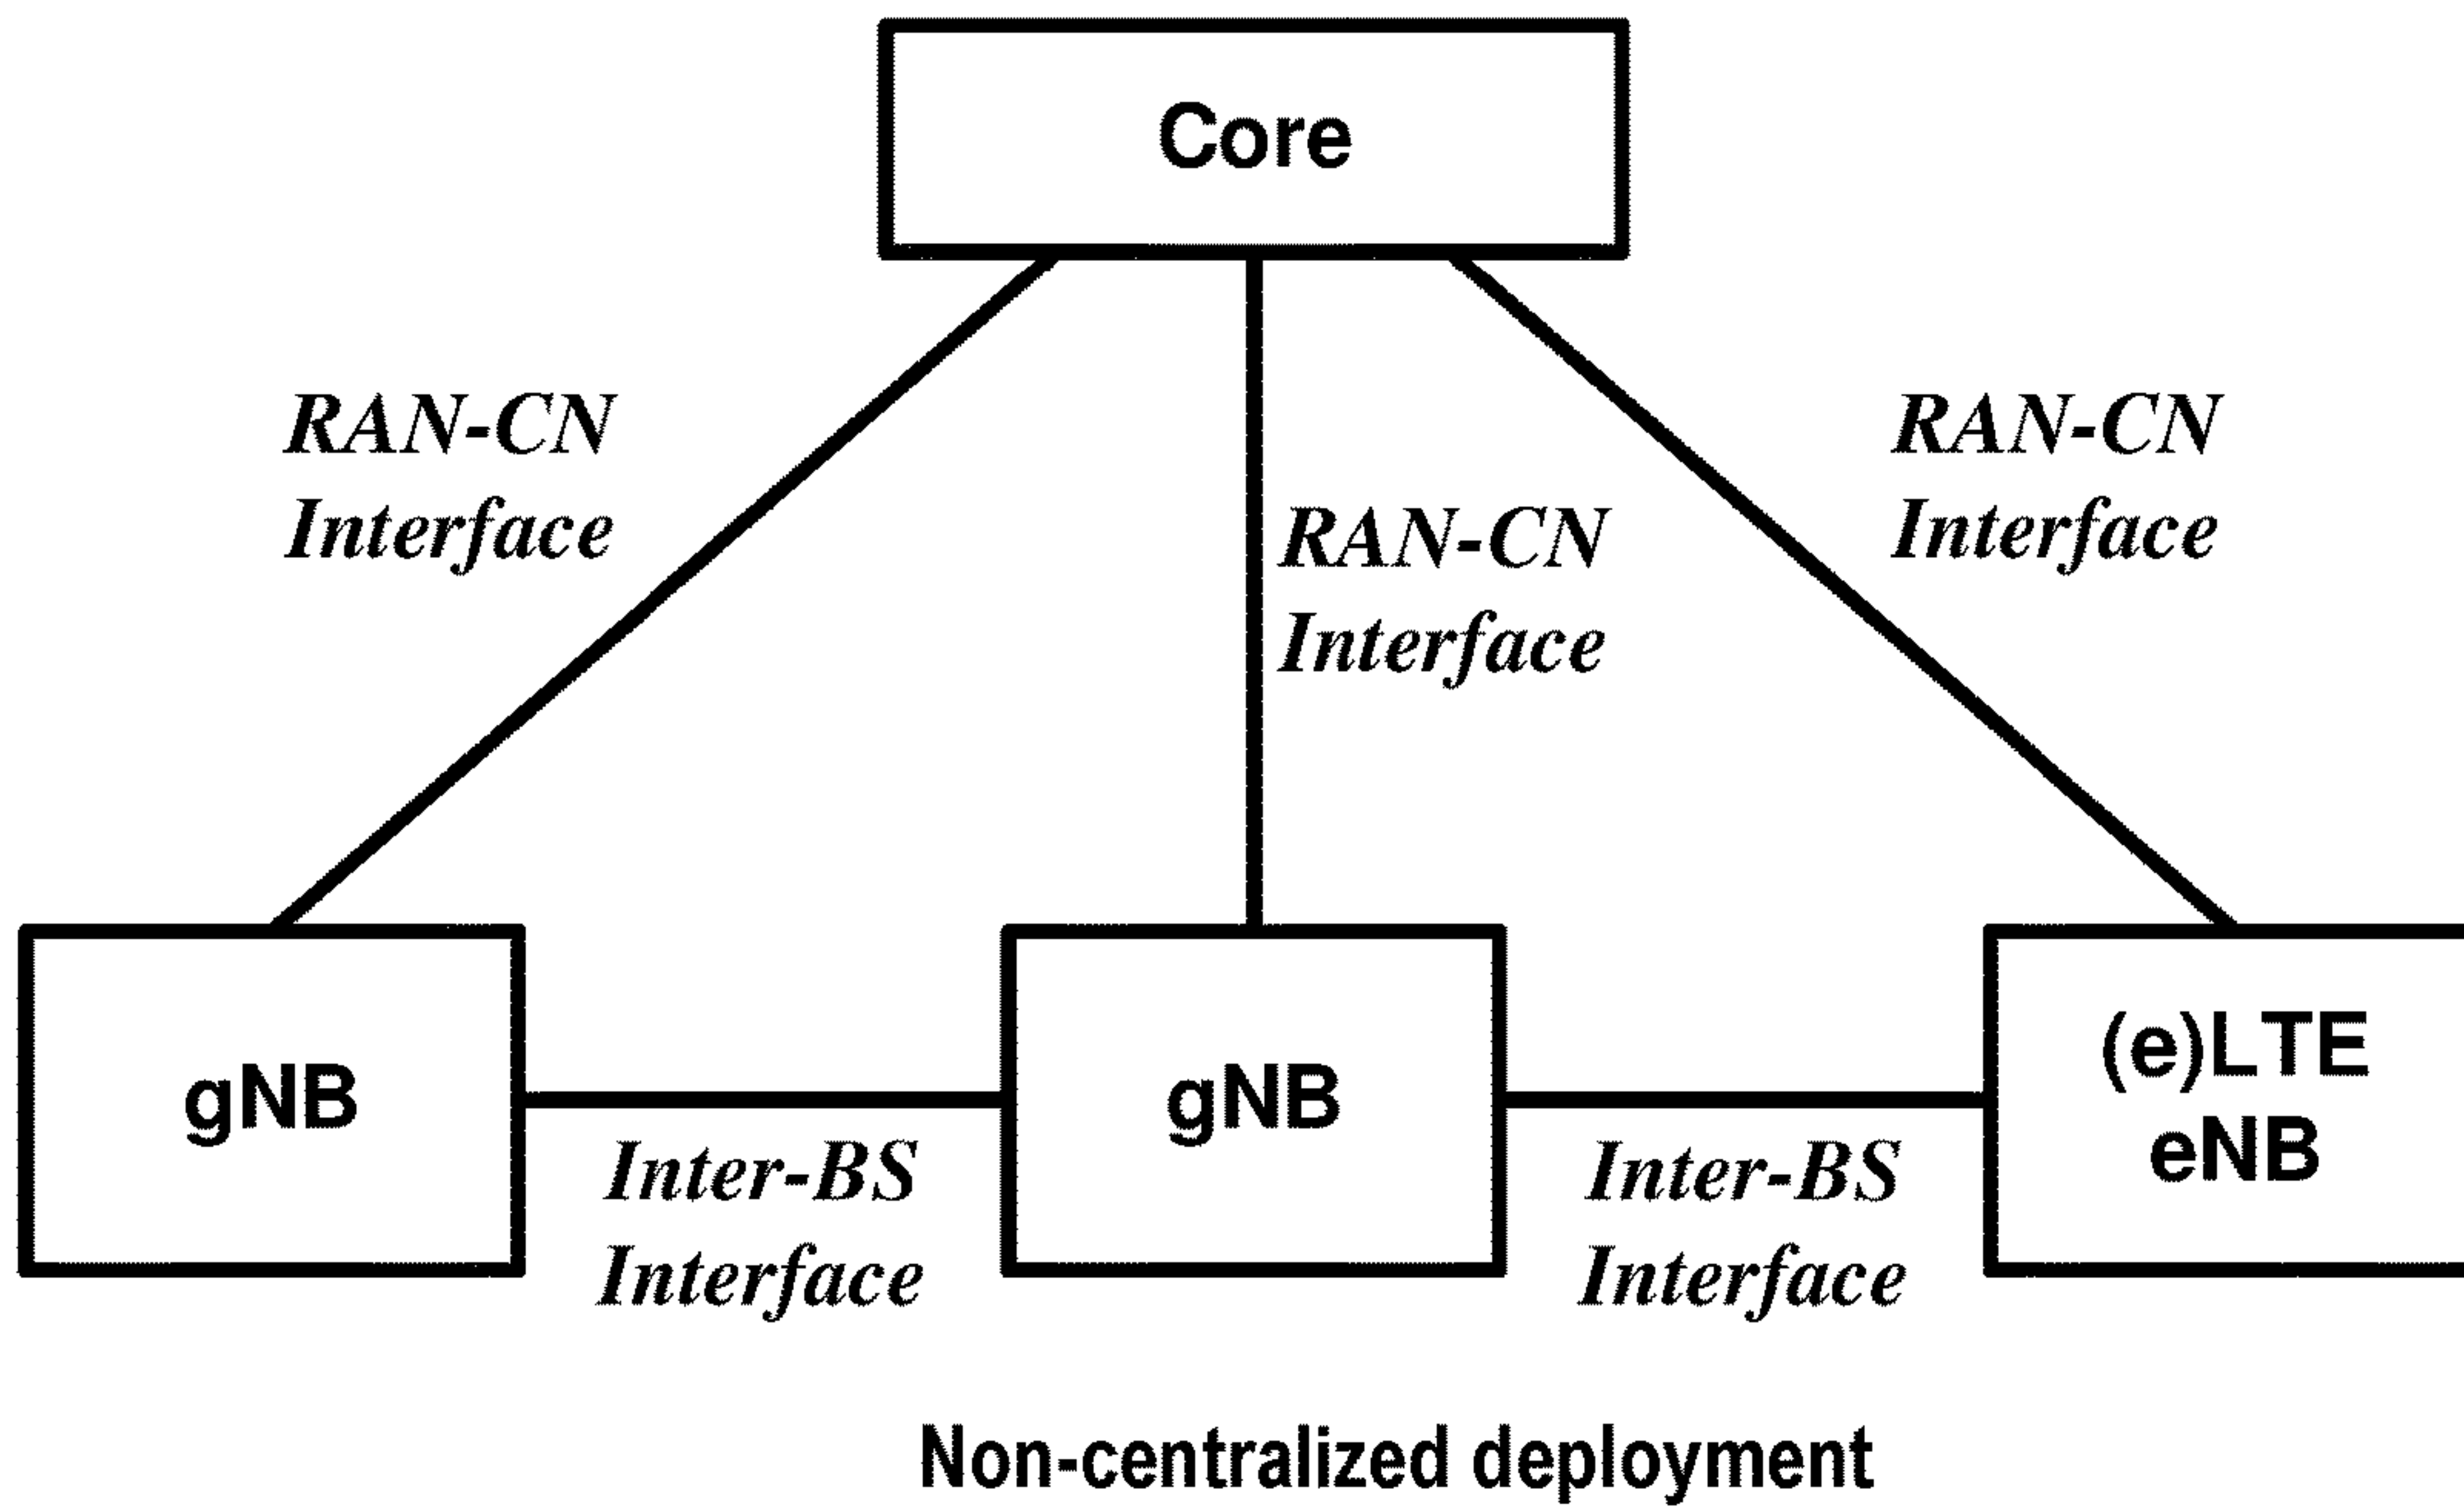 Core
RAN-CN
Interface
RAN-CN
Interface
RAN-CN
Interface
gNB
gNB
(e)LTE
eNB
Inter-BS
Interface
Inter-BS
Interface
Non-centralized deployment